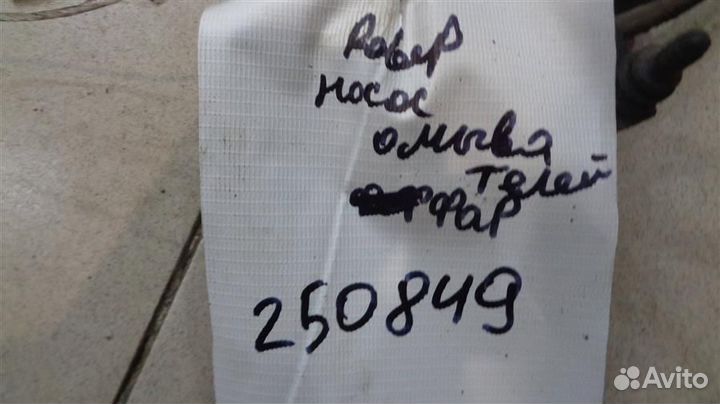 Ровер
насос
омыва
телей
фар
250849
Avito